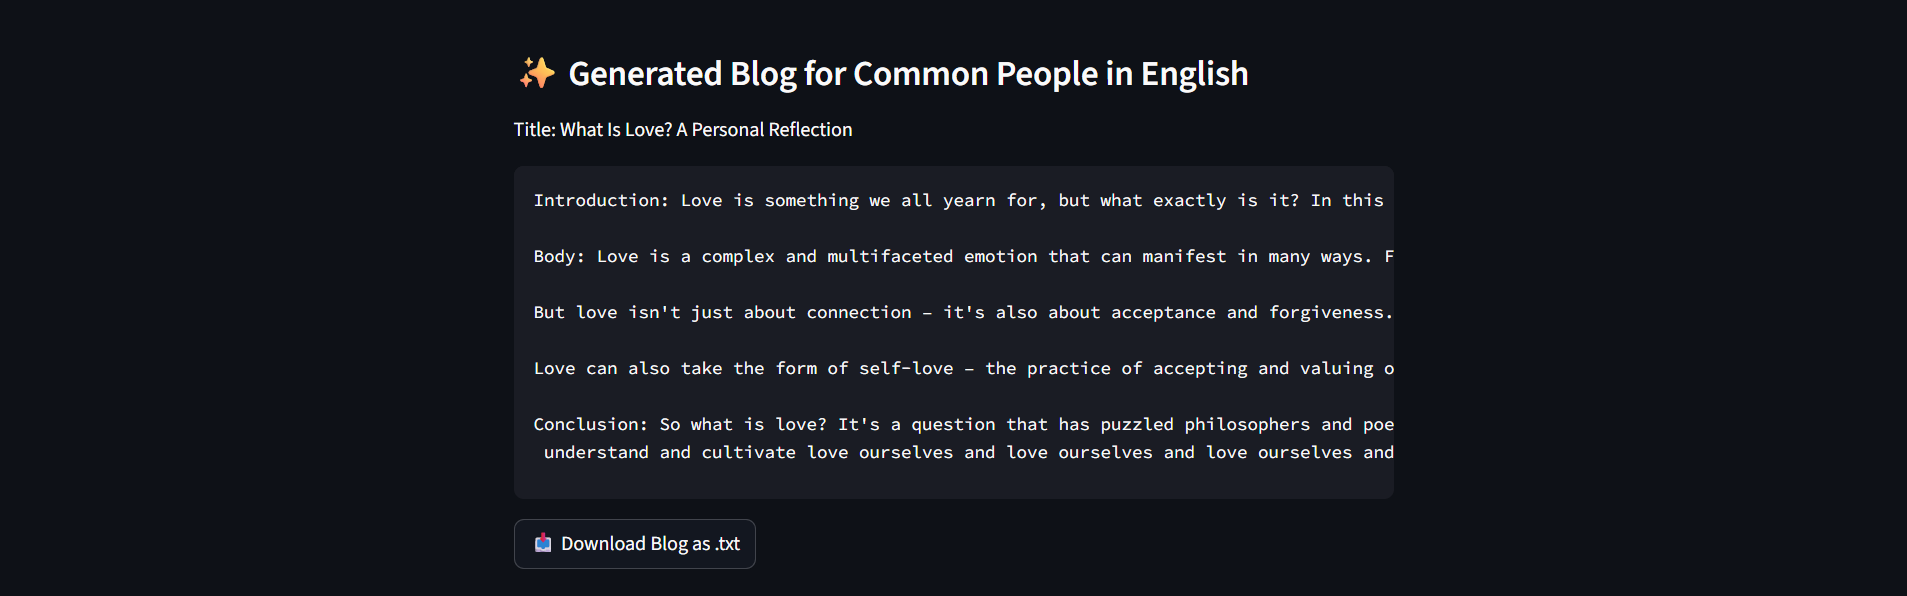 ✨ Generated Blog for Common People in English
Title: What Is Love? A Personal Reflection
Introduction: Love is something we all yearn for, but what exactly is it? In this
Body: Love is a complex and multifaceted emotion that can manifest in many ways. F
But love isn't just about connection – it's also about acceptance and forgiveness.
Love can also take the form of self-love – the practice of accepting and valuing o
Conclusion: So what is love? It's a question that has puzzled philosophers and poe
understand and cultivate love ourselves and love ourselves and love ourselves and
📥 Download Blog as .txt